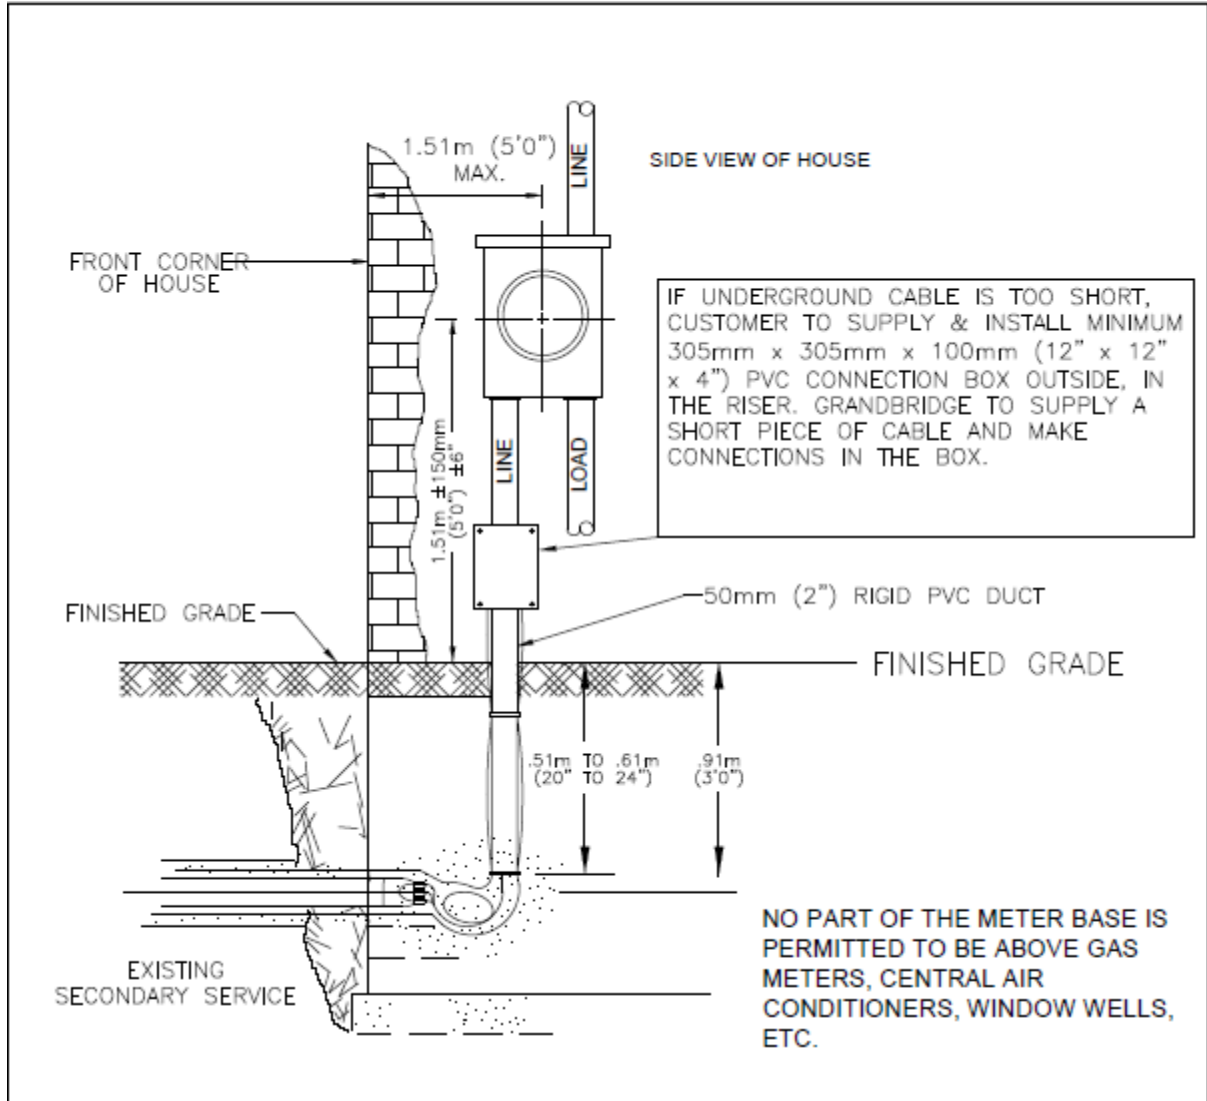 1.51m (5'0")
MAX.
LINE
SIDE VIEW OF HOUSE
FRONT CORNER
OF HOUSE
IF UNDERGROUND CABLE IS TOO SHORT,
CUSTOMER TO SUPPLY & INSTALL MINIMUM
305mm x 305mm x 100mm (12" x 12"
x 4") PVC CONNECTION BOX OUTSIDE, IN
THE RISER. GRANDBRIDGE TO SUPPLY A
SHORT PIECE OF CABLE AND MAKE
CONNECTIONS IN THE BOX.
1.51m ±150mm
(5'0") ±6"
LINE
LOAD
50mm (2") RIGID PVC DUCT
FINISHED GRADE
FINISHED GRADE
.51m TO .61m
(20" TO 24")
.91m
(3'0")
EXISTING
SECONDARY SERVICE
NO PART OF THE METER BASE IS
PERMITTED TO BE ABOVE GAS
METERS, CENTRAL AIR
CONDITIONERS, WINDOW WELLS,
ETC.